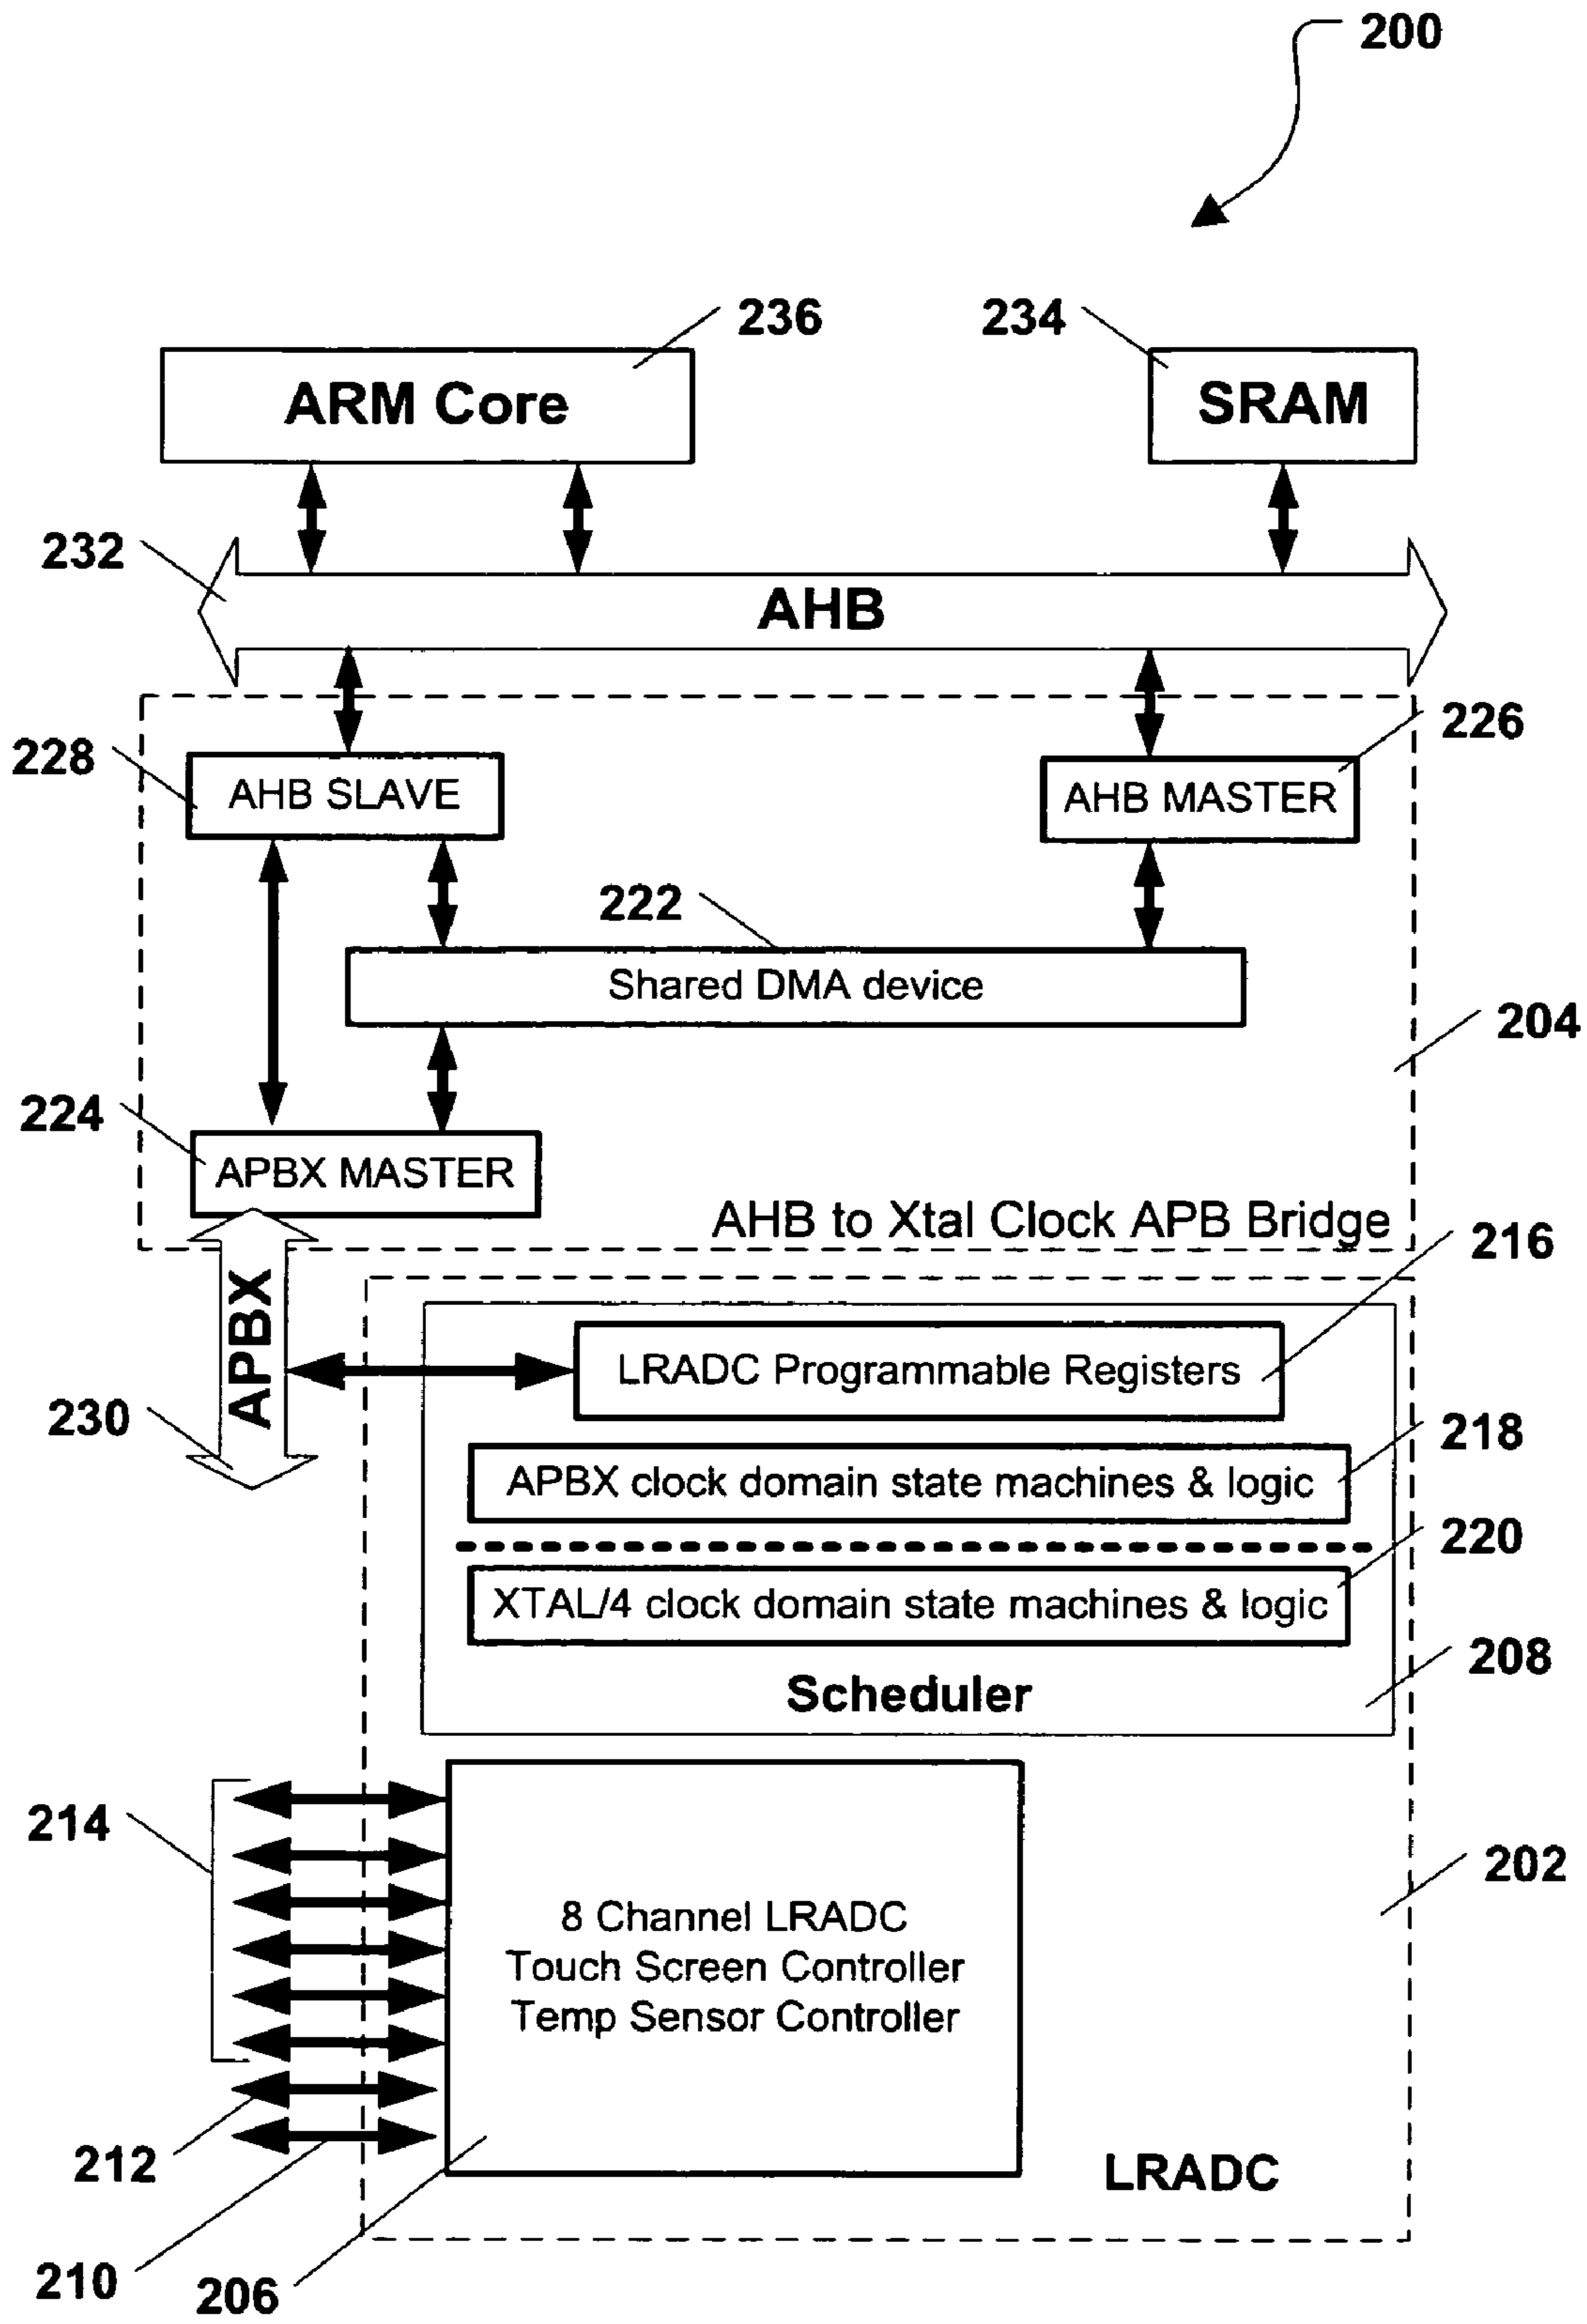 200
236
234
ARM Core
SRAM
232
AHB
228
226
AHB SLAVE
AHB MASTER
222
Shared DMA device
204
224
APBX MASTER
AHB to Xtal Clock APB Bridge
216
APBX
LRADC Programmable Registers
230
218
APBX clock domain state machines & logic
220
XTAL/4 clock domain state machines & logic
208
Scheduler
214
202
8 Channel LRADC
Touch Screen Controller
Temp Sensor Controller
212
LRADC
210
206